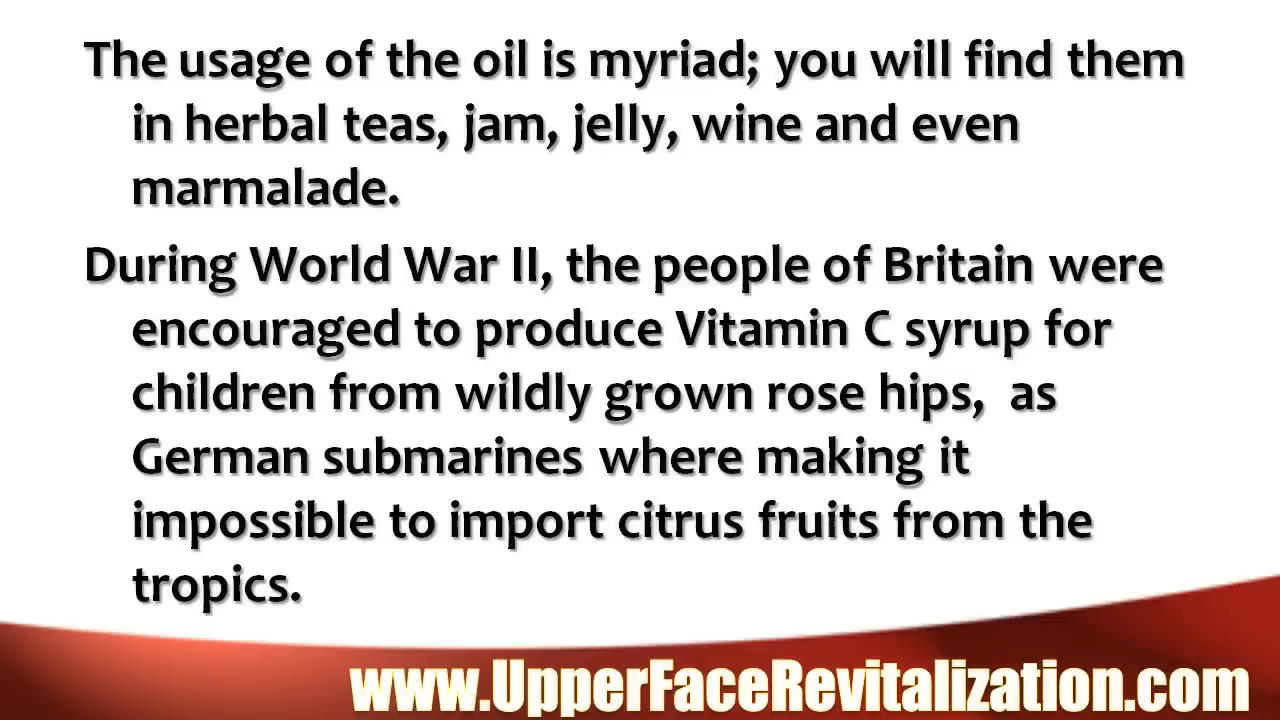 The usage of the oil is myriad; you will find them
in herbal teas, jam, jelly, wine and even
marmalade.
During World War II, the people of Britain were
encouraged to produce Vitamin C syrup for
children from wildly grown rose hips,  as
German submarines where making it
impossible to import citrus fruits from the
tropics.
www.UpperFaceRevitalization.com